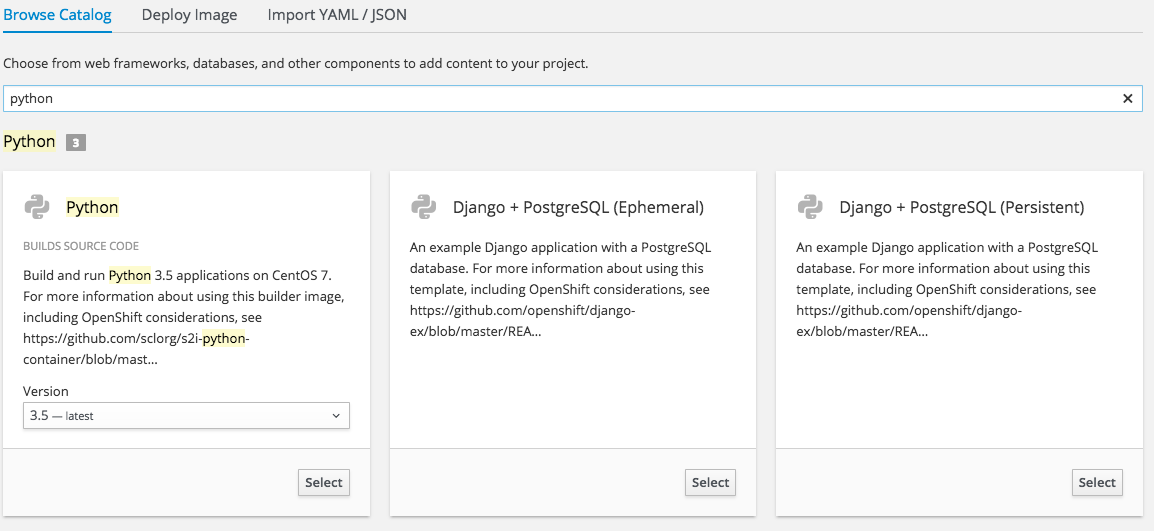 Browse Catalog Deploy Image Import YAML / JSON
Choose from web frameworks, databases, and other components to add content to your project.
python ×
Python 3
Python
BUILDS SOURCE CODE
Build and run Python 3.5 applications on CentOS 7.
For more information about using this builder image,
including OpenShift considerations, see
https://github.com/sclorg/s2i-python-
container/blob/mast...
Version
3.5 — latest
Select
Django + PostgreSQL (Ephemeral)
An example Django application with a PostgreSQL
database. For more information about using this
template, including OpenShift considerations, see
https://github.com/openshift/django-
ex/blob/master/REA...
Select
Django + PostgreSQL (Persistent)
An example Django application with a PostgreSQL
database. For more information about using this
template, including OpenShift considerations, see
https://github.com/openshift/django-
ex/blob/master/REA...
Select